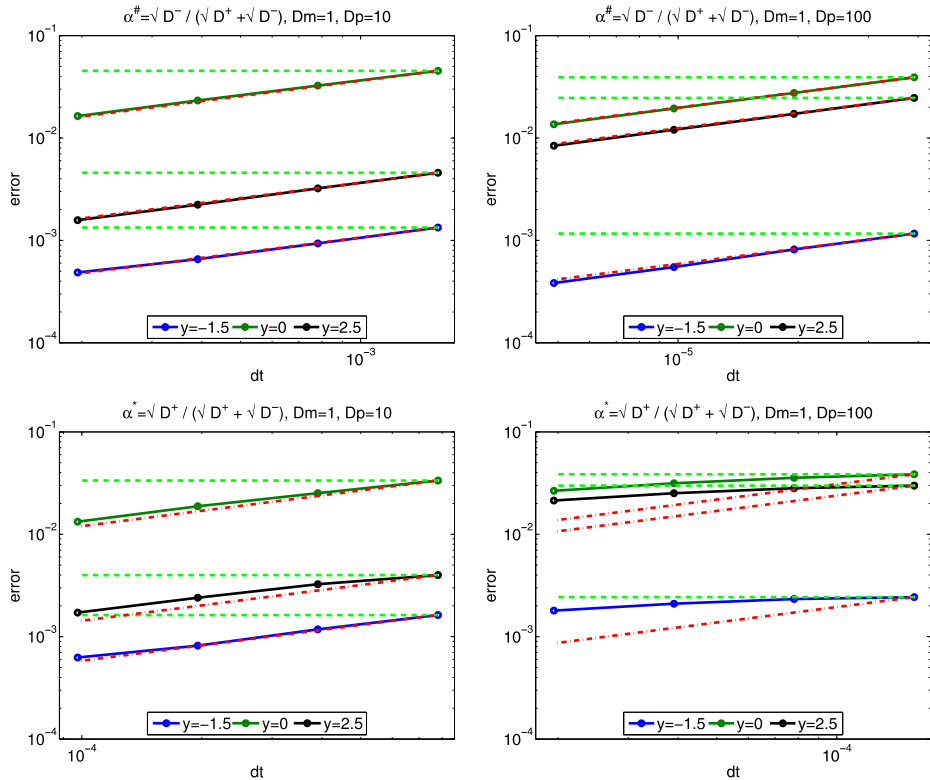 α#=√ D− / (√ D+ +√ D−), Dm=1, Dp=10
10−1
10−2
10−3
10−4
error
y=−1.5 y=0 y=2.5
10−3
dt
α#=√ D− / (√ D+ +√ D−), Dm=1, Dp=100
10−1
10−2
10−3
10−4
error
y=−1.5 y=0 y=2.5
10−5
dt
α*=√ D+ / (√ D+ + √ D−), Dm=1, Dp=10
10−1
10−2
10−3
10−4
error
y=−1.5 y=0 y=2.5
10−4
dt
α*=√ D+ / (√ D+ + √ D−), Dm=1, Dp=100
10−1
10−2
10−3
10−4
error
y=−1.5 y=0 y=2.5
10−4
dt